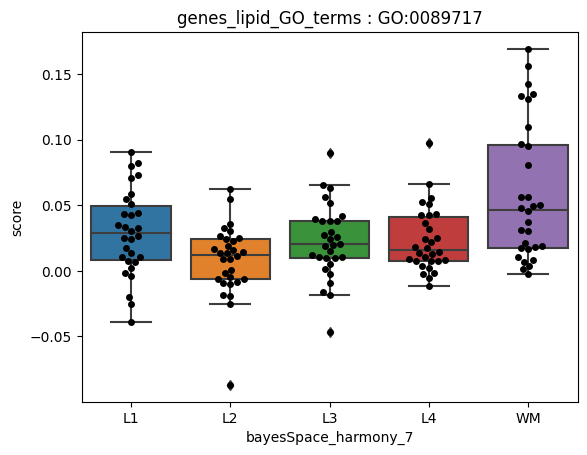 genes_lipid_GO_terms : GO:0089717
0.15
0.10
0.05
0.00
−0.05
score
L1 L2 L3 L4 WM
bayesSpace_harmony_7